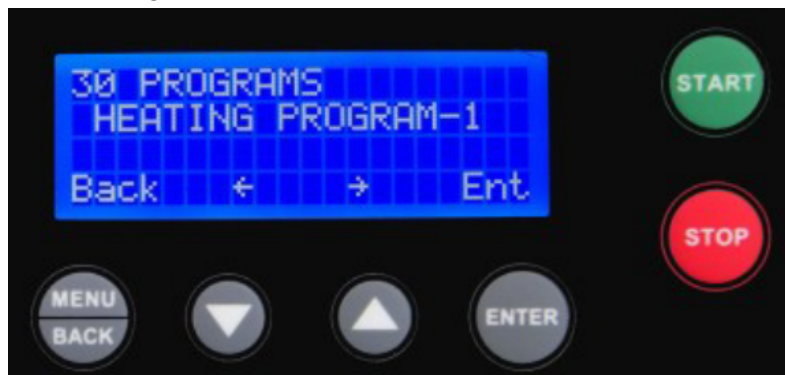 30 PROGRAMS
HEATING PROGRAM-1
Back ← → Ent
START
STOP
MENU
BACK
ENTER